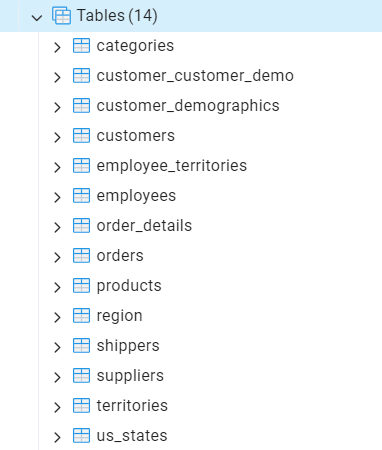 Tables (14)
categories
customer_customer_demo
customer_demographics
customers
employee_territories
employees
order_details
orders
products
region
shippers
suppliers
territories
us_states